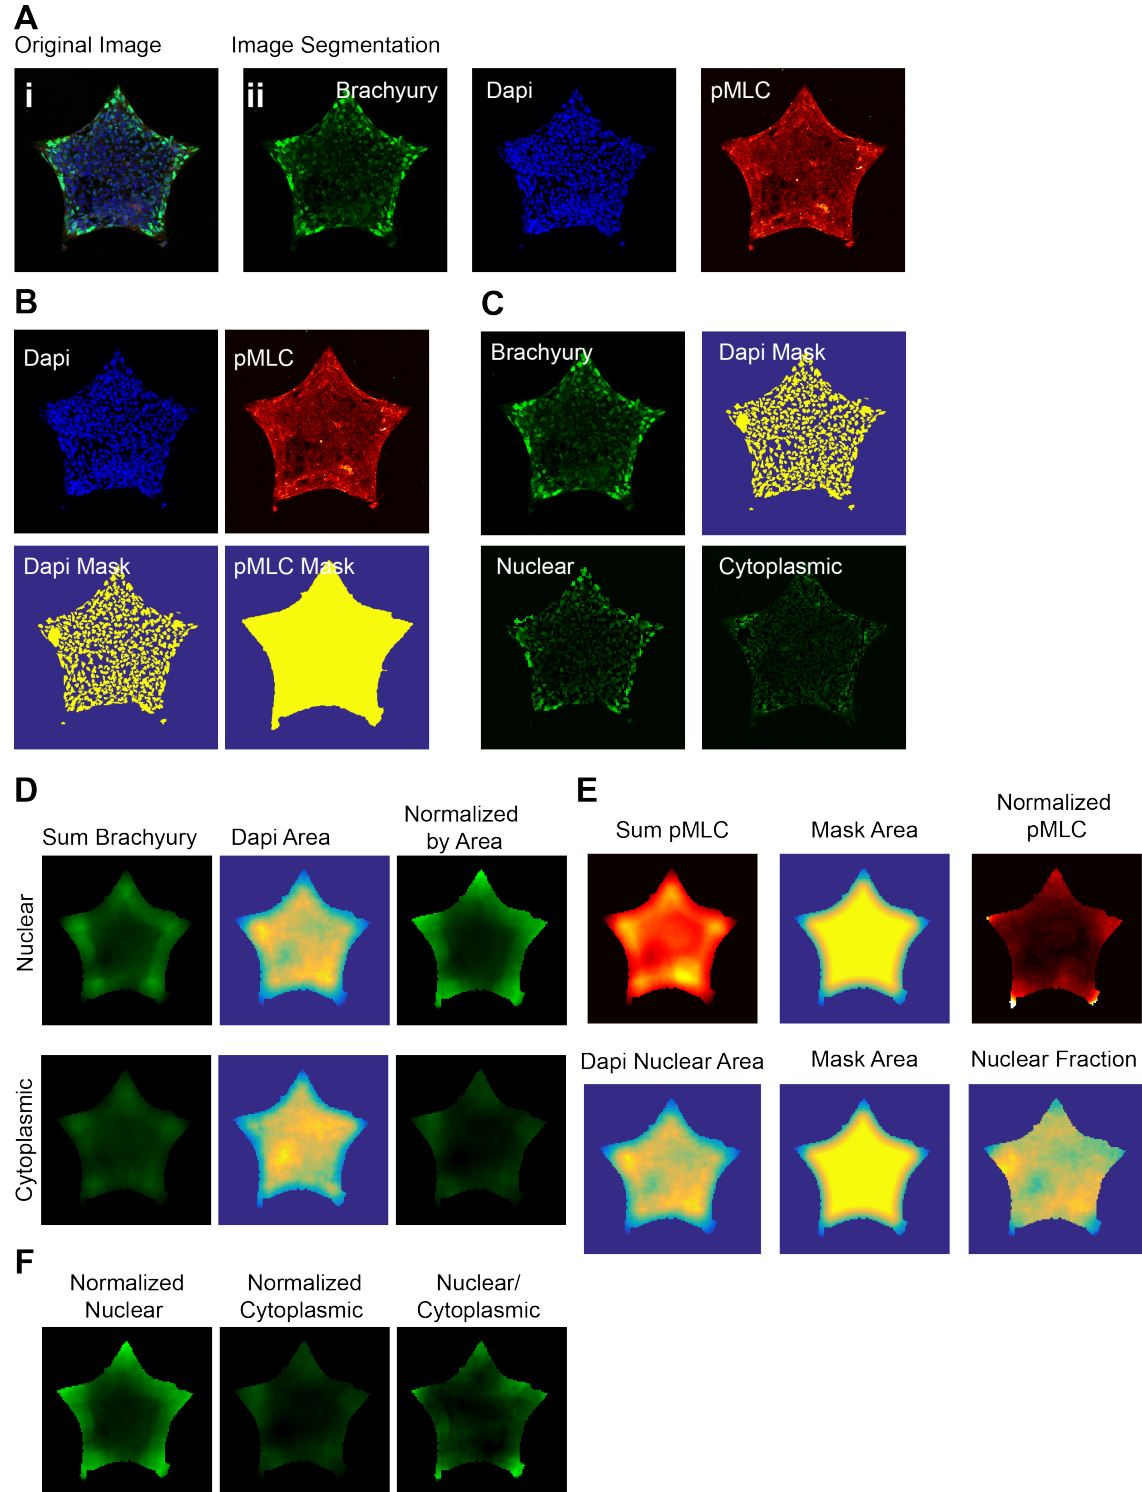 A
Original Image
Image Segmentation
i
ii
Brachyury
Dapi
pMLC
B
C
Dapi
pMLC
Brachyury
Dapi Mask
Dapi Mask
pMLC Mask
Nuclear
Cytoplasmic
D
E
Sum Brachyury
Dapi Area
Normalized
by Area
Sum pMLC
Mask Area
Normalized
pMLC
Nuclear
Cytoplasmic
Dapi Nuclear Area
Mask Area
Nuclear Fraction
F
Normalized
Nuclear
Normalized
Cytoplasmic
Nuclear/
Cytoplasmic